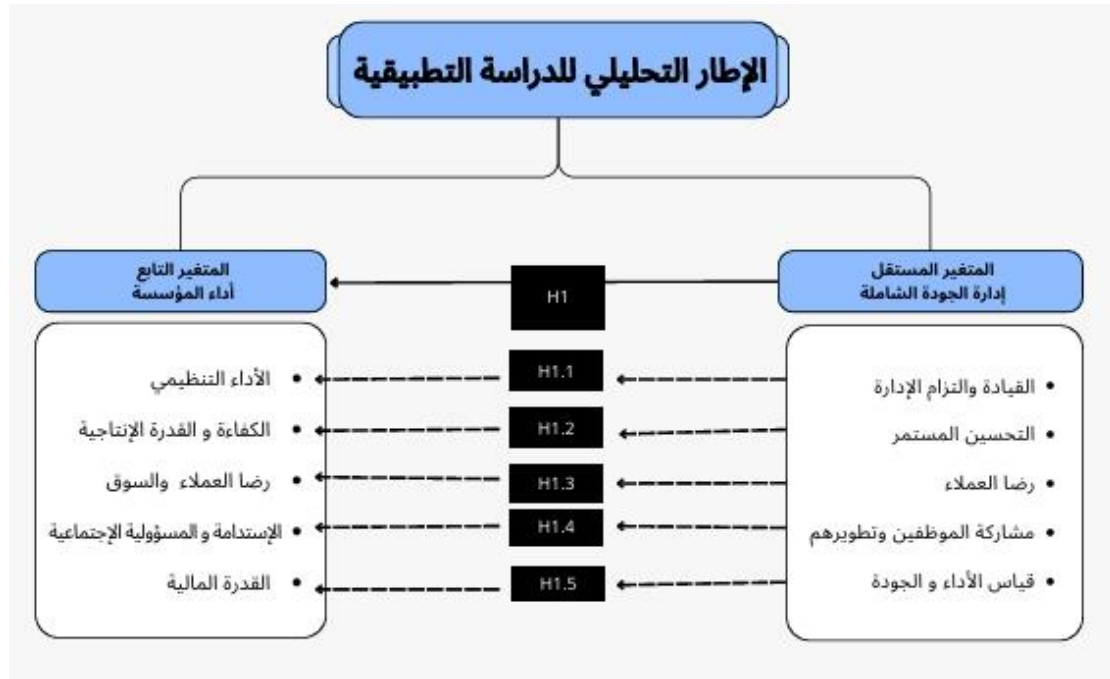 الإطار التحليلي للدراسة التطبيقية
المتغير المستقل
إدارة الجودة الشاملة
H1
المتغير التابع
أداء المؤسسة
القيادة والتزام الإدارة
H1.1
الأداء التنظيمي
التحسين المستمر
H1.2
الكفاءة و القدرة الإنتاجية
رضا العملاء
H1.3
رضا العملاء والسوق
مشاركة الموظفين وتطويرهم
H1.4
الإستدامة و المسؤولية الإجتماعية
قياس الأداء و الجودة
H1.5
القدرة المالية